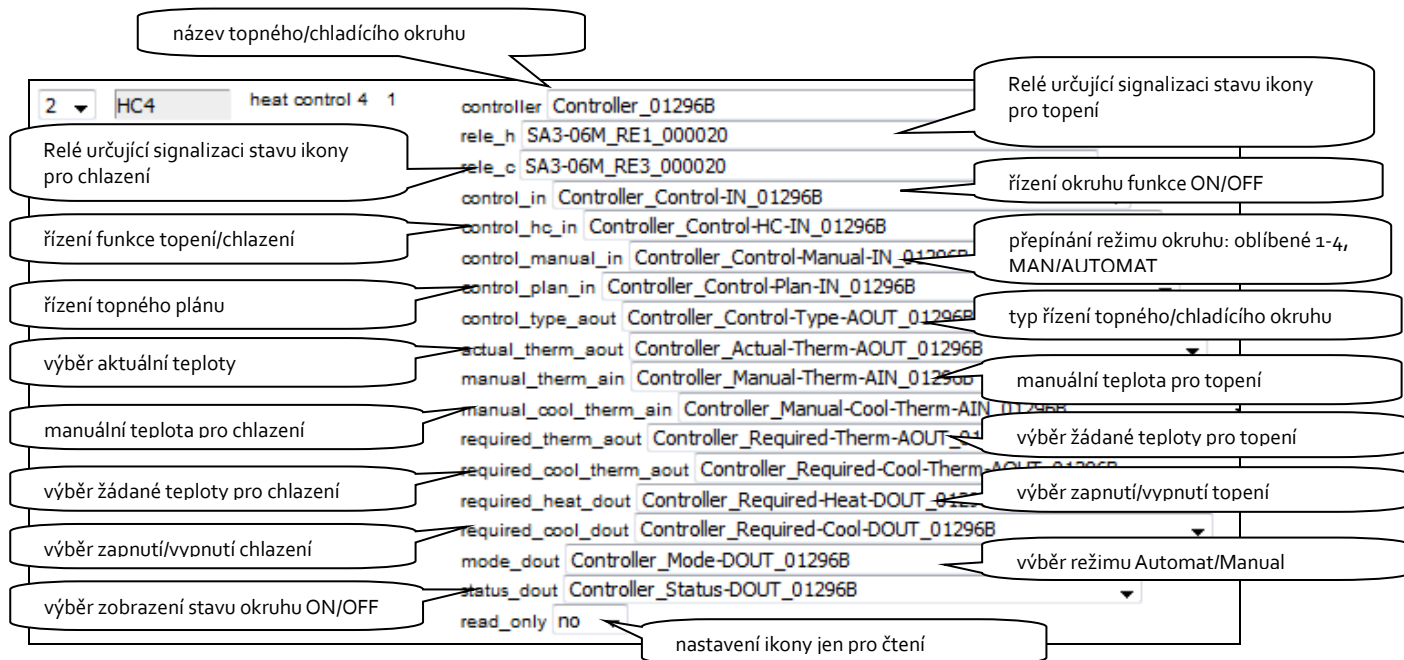 název topného/chladícího okruhu
2 HC4 heat control 4 1
controller Controller_01296B
Relé určující signalizaci stavu ikony
pro topení
rele_h SA3-06M_RE1_000020
Relé určující signalizaci stavu ikony
pro chlazení
rele_c SA3-06M_RE3_000020
řízení okruhu funkce ON/OFF
control_in Controller_Control-IN_01296B
řízení funkce topení/chlazení
control_hc_in Controller_Control-HC-IN_01296B
přepínání režimu okruhu: oblíbené 1-4,
MAN/AUTOMAT
control_manual_in Controller_Control-Manual-IN_01296B
řízení topného plánu
control_plan_in Controller_Control-Plan-IN_01296B
typ řízení topného/chladícího okruhu
control_type_aout Controller_Control-Type-AOUT_01296B
výběr aktuální teploty
actual_therm_aout Controller_Actual-Therm-AOUT_01296B
manuální teplota pro topení
manual_therm_ain Controller_Manual-Therm-AIN_01296B
manuální teplota pro chlazení
manual_cool_therm_ain Controller_Manual-Cool-Therm-AIN_01296B
výběr žádané teploty pro topení
required_therm_aout Controller_Required-Therm-AOUT_01
výběr žádané teploty pro chlazení
required_cool_therm_aout Controller_Required-Cool-Therm-AOUT_01296B
výběr zapnutí/vypnutí topení
required_heat_dout Controller_Required-Heat-DOUT_0129
výběr zapnutí/vypnutí chlazení
required_cool_dout Controller_Required-Cool-DOUT_01296B
výběr režimu Automat/Manual
mode_dout Controller_Mode-DOUT_01296B
výběr zobrazení stavu okruhu ON/OFF
status_dout Controller_Status-DOUT_01296B
read_only no
nastavení ikony jen pro čtení